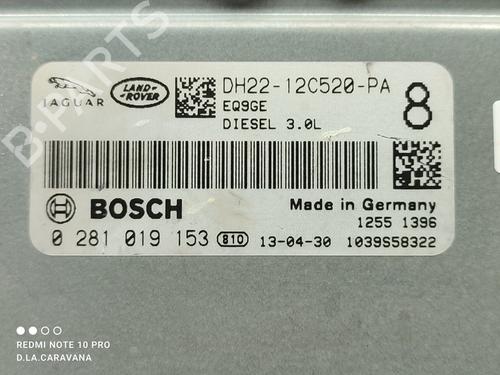 JAGUAR
LAND-
ROVER
DH22-12C520-PA
EQ9GE
DIESEL 3.0L
8
BOSCH
Made in Germany
1255 1396
0 281 019 153 810 13-04-30 1039S58322
B-PARTS
REDMI NOTE 10 PRO
D.LA.CARAVANA